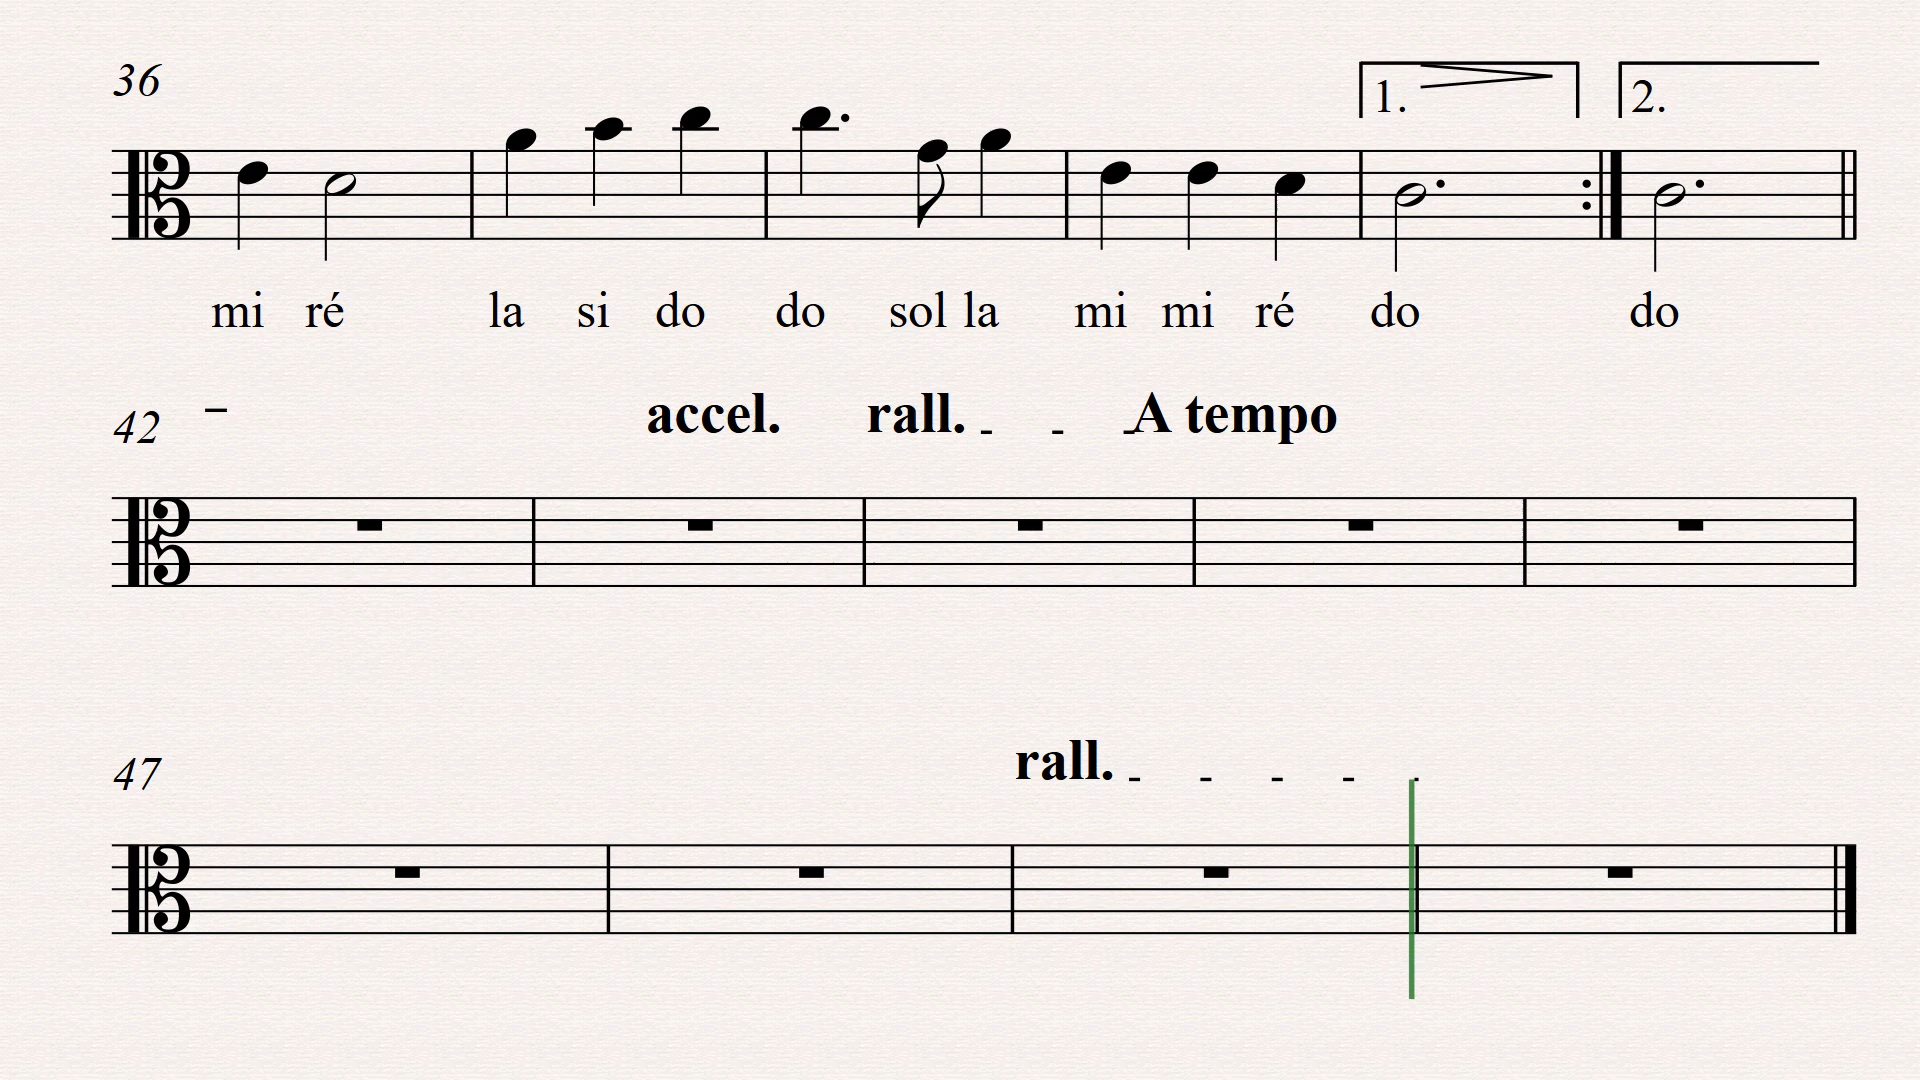 36 1. 2.
mi ré la si do do sol la mi mi ré do do
42 accel. rall. A tempo
47 rall.